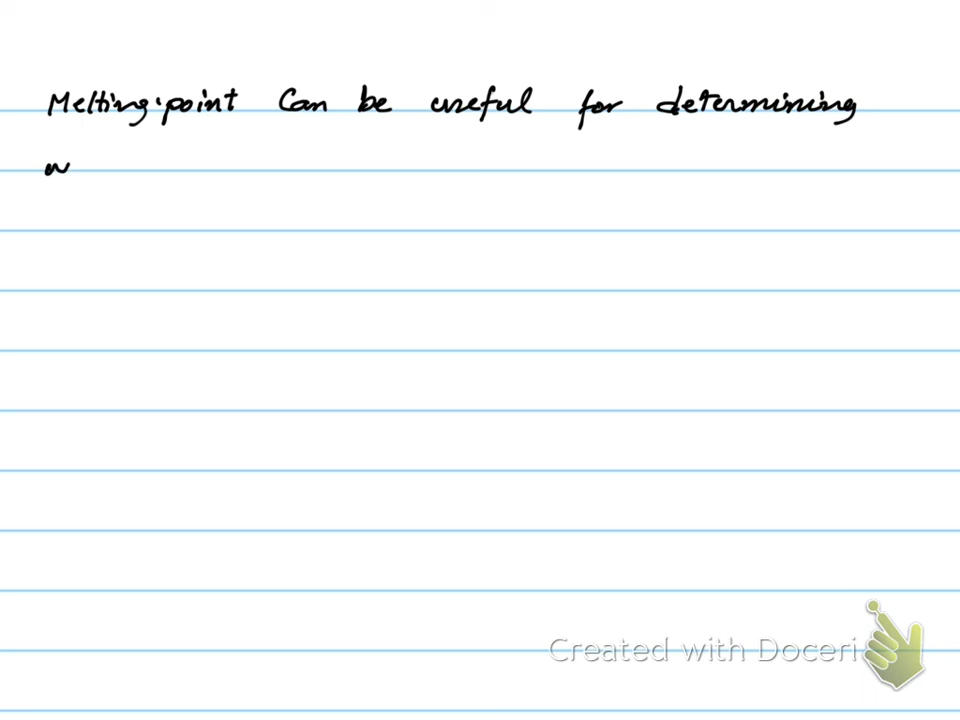 Melting.point Can be useful for determining
Created with Doceri